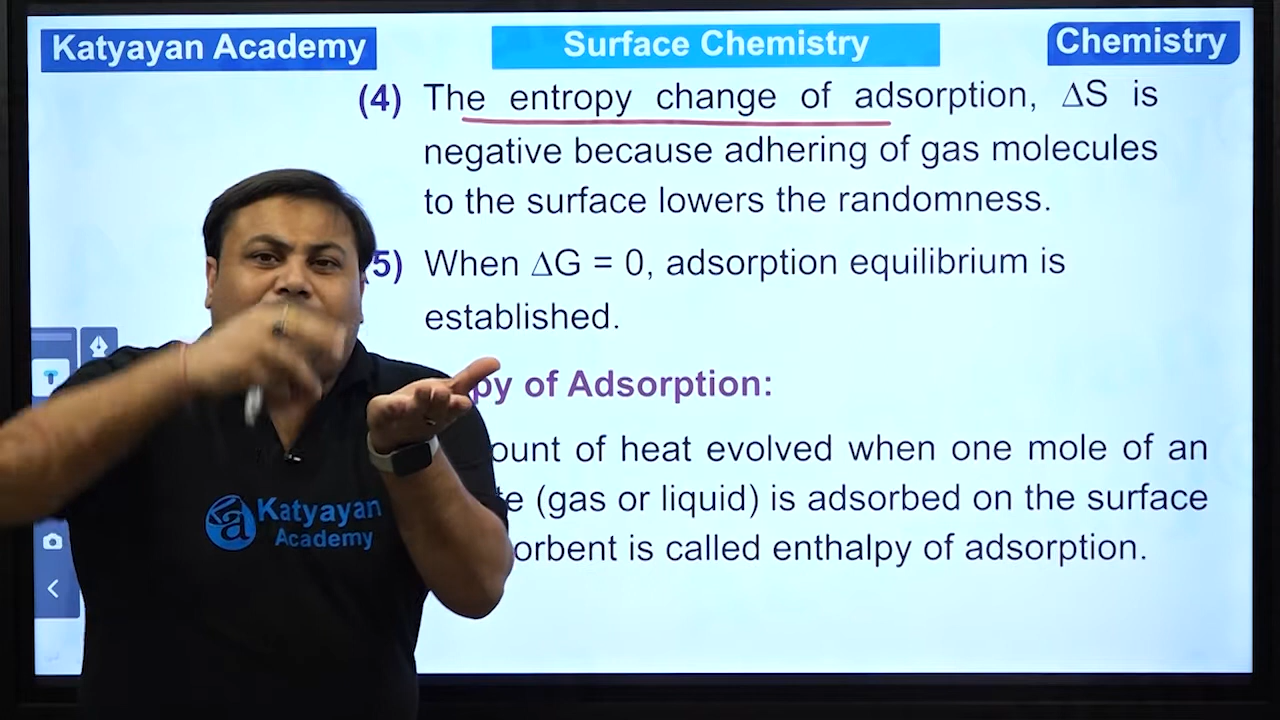 Katyayan Academy
Surface Chemistry
Chemistry
(4) The entropy change of adsorption, ΔS is
negative because adhering of gas molecules
to the surface lowers the randomness.
5) When ΔG = 0, adsorption equilibrium is
established.
py of Adsorption:
ount of heat evolved when one mole of an
te (gas or liquid) is adsorbed on the surface
orbent is called enthalpy of adsorption.
Katyayan
Academy